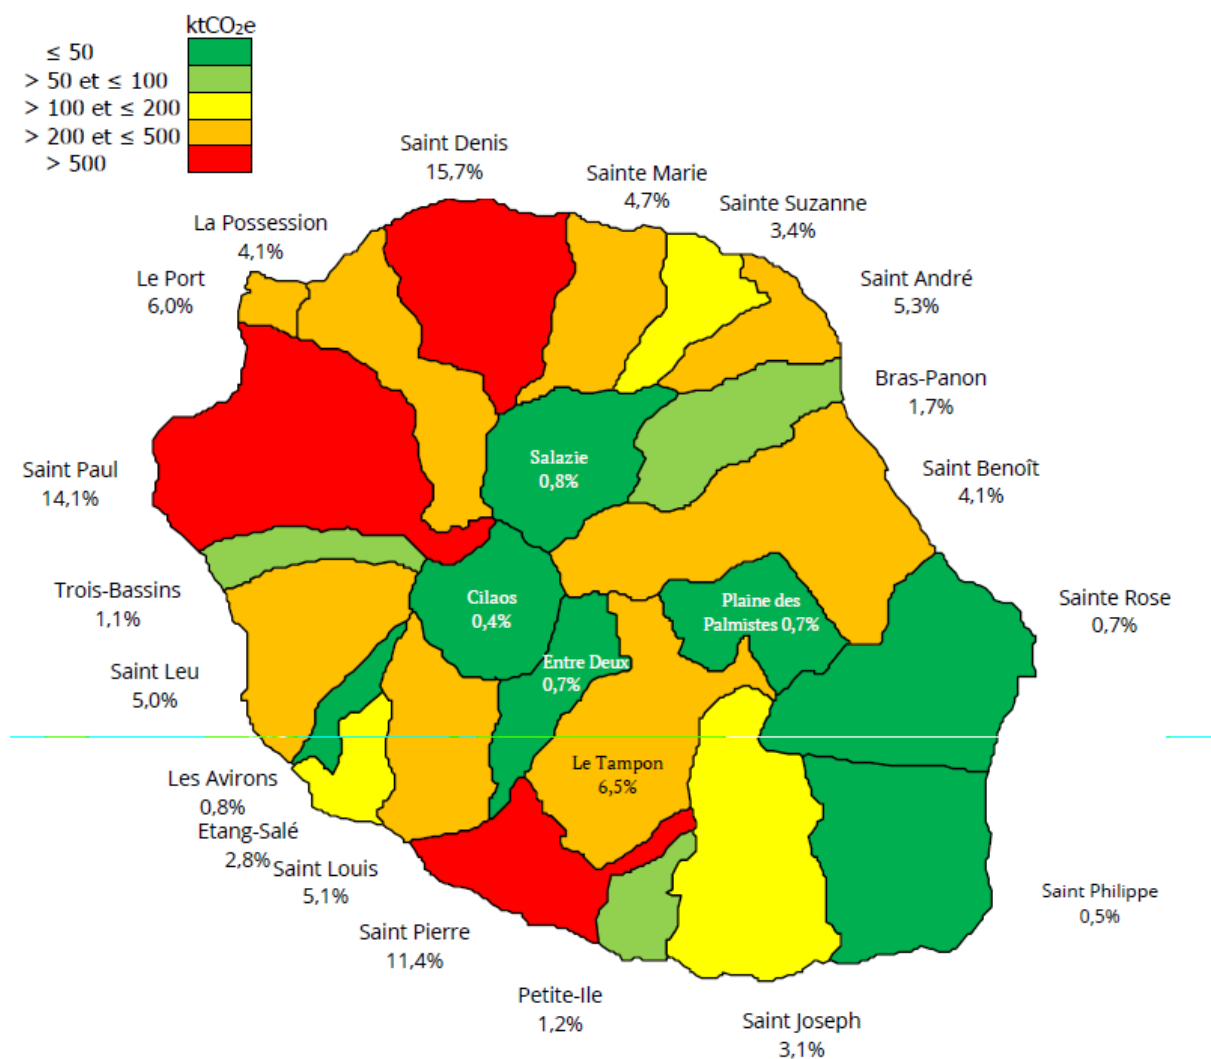 ktCO₂e
≤ 50
> 50 et ≤ 100
> 100 et ≤ 200
> 200 et ≤ 500
> 500
Saint Denis
15,7%
Sainte Marie
4,7%
Sainte Suzanne
3,4%
La Possession
4,1%
Le Port
6,0%
Saint André
5,3%
Bras-Panon
1,7%
Saint Paul
14,1%
Salazie
0,8%
Saint Benoît
4,1%
Trois-Bassins
1,1%
Cilaos
0,4%
Plaine des
Palmistes 0,7%
Sainte Rose
0,7%
Saint Leu
5,0%
Entre Deux
0,7%
Les Avirons
0,8%
Le Tampon
6,5%
Etang-Salé
2,8%
Saint Louis
5,1%
Saint Philippe
0,5%
Saint Pierre
11,4%
Petite-Ile
1,2%
Saint Joseph
3,1%